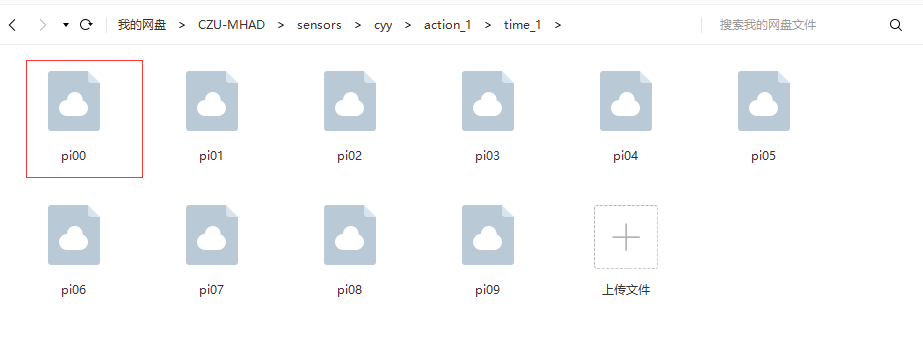 我的网盘 > CZU-MHAD > sensors > cyy > action_1 > time_1 > 搜索我的网盘文件
pi00 pi01 pi02 pi03 pi04 pi05
pi06 pi07 pi08 pi09 上传文件